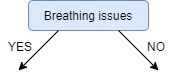 Breathing issues
YES
NO